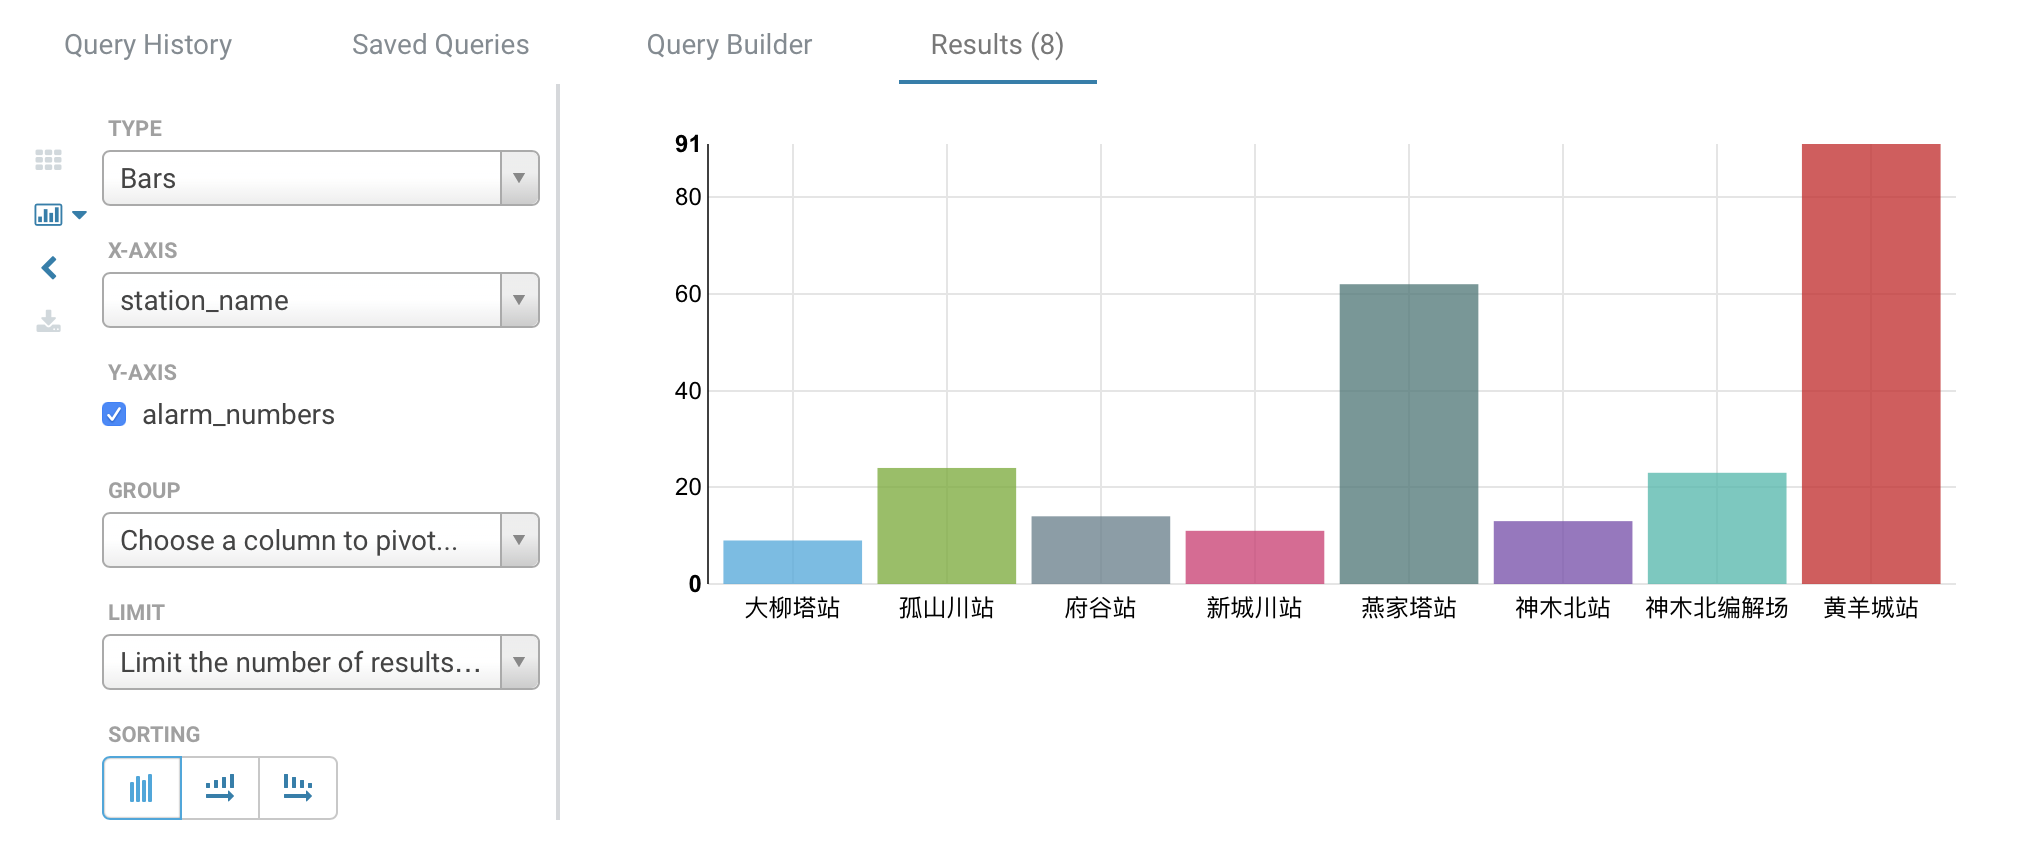 Query History
Saved Queries
Query Builder
Results (8)
TYPE
Bars
X-AXIS
station_name
Y-AXIS
alarm_numbers
GROUP
Choose a column to pivot...
LIMIT
Limit the number of results...
SORTING
91
80
60
40
20
0
大柳塔站
孤山川站
府谷站
新城川站
燕家塔站
神木北站
神木北编解场
黄羊城站